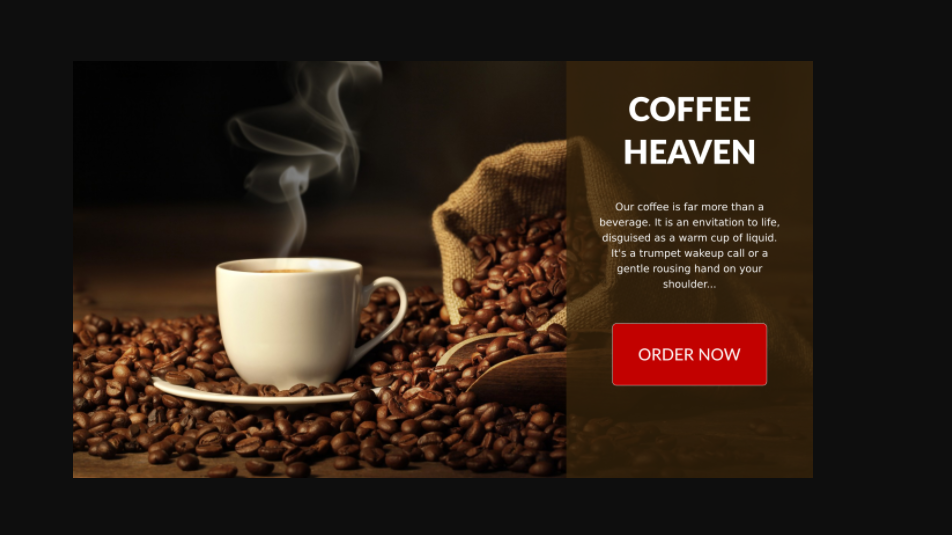 COFFEE
HEAVEN
Our coffee is far more than a
beverage. It is an envitation to life,
disguised as a warm cup of liquid.
It's a trumpet wakeup call or a
gentle rousing hand on your
shoulder...
ORDER NOW